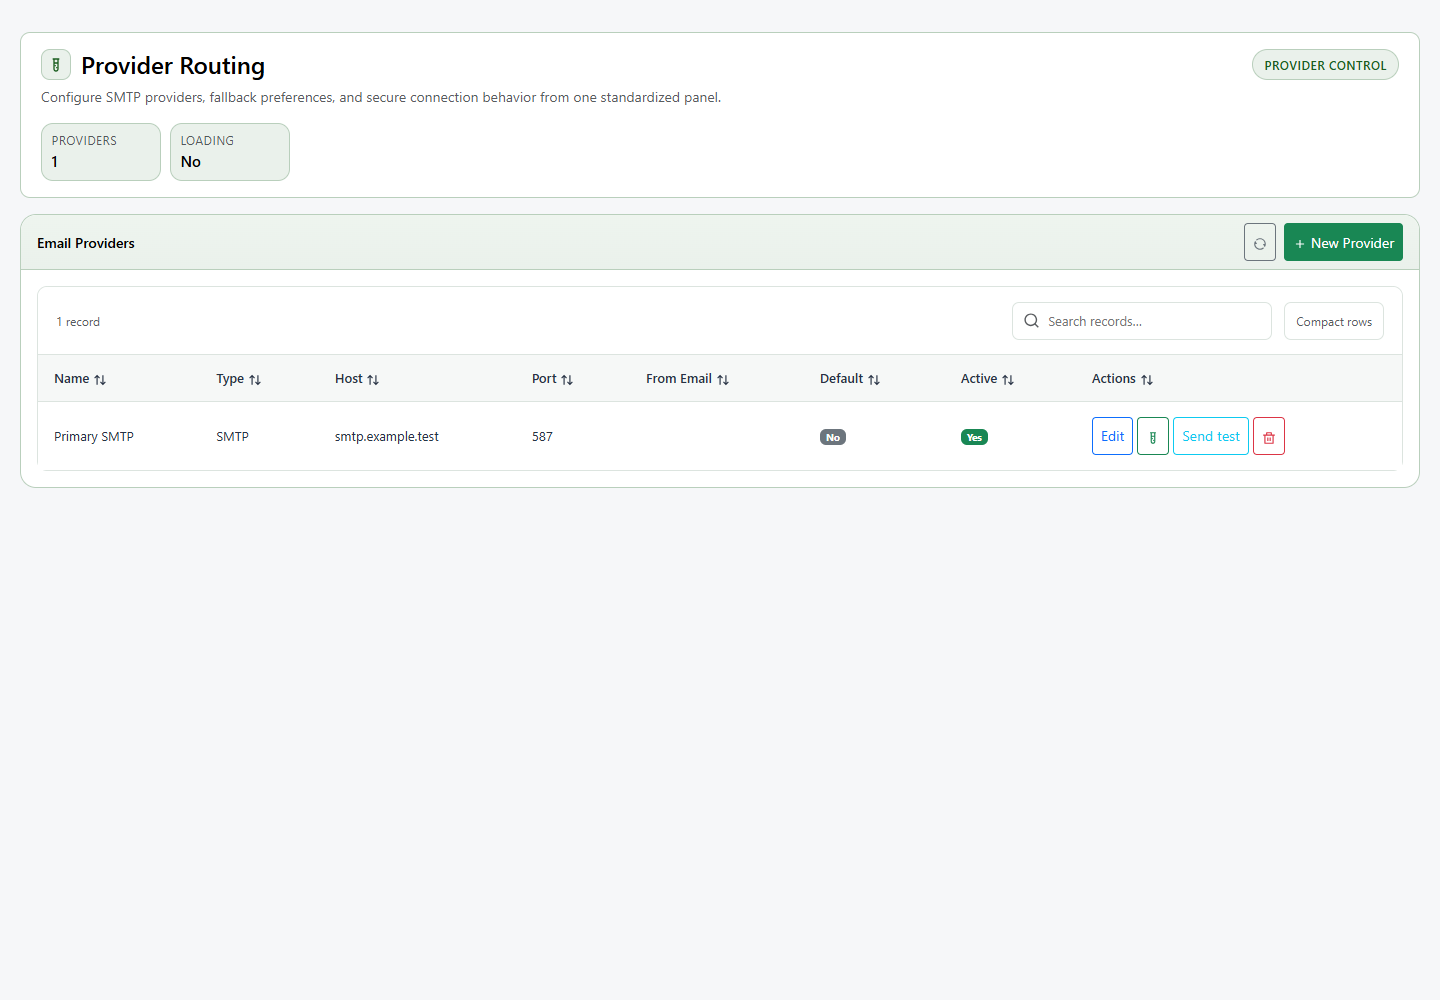 Provider Routing
PROVIDER CONTROL
Configure SMTP providers, fallback preferences, and secure connection behavior from one standardized panel.
PROVIDERS
1
LOADING
No
Email Providers
+ New Provider
1 record
Search records...
Compact rows
Name Type Host Port From Email Default Active Actions
Primary SMTP SMTP smtp.example.test 587 No Yes Edit Send test